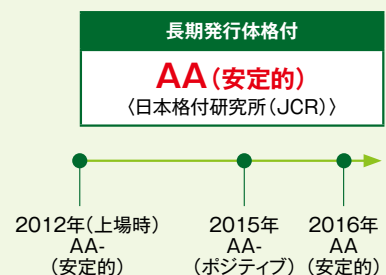 長期発行体格付
AA(安定的)
〈日本格付研究所(JCR)〉
2012年(上場時)
AA-
(安定的)
2015年
AA-
(ポジティブ)
2016年
AA
(安定的)